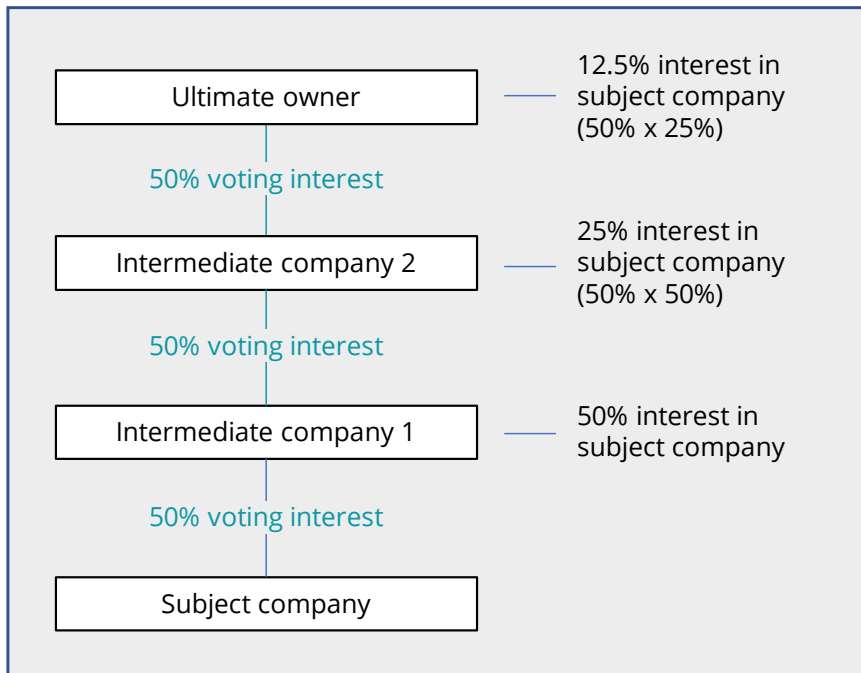 Ultimate owner
12.5% interest in
subject company
(50% x 25%)
50% voting interest
Intermediate company 2
25% interest in
subject company
(50% x 50%)
50% voting interest
Intermediate company 1
50% interest in
subject company
50% voting interest
Subject company